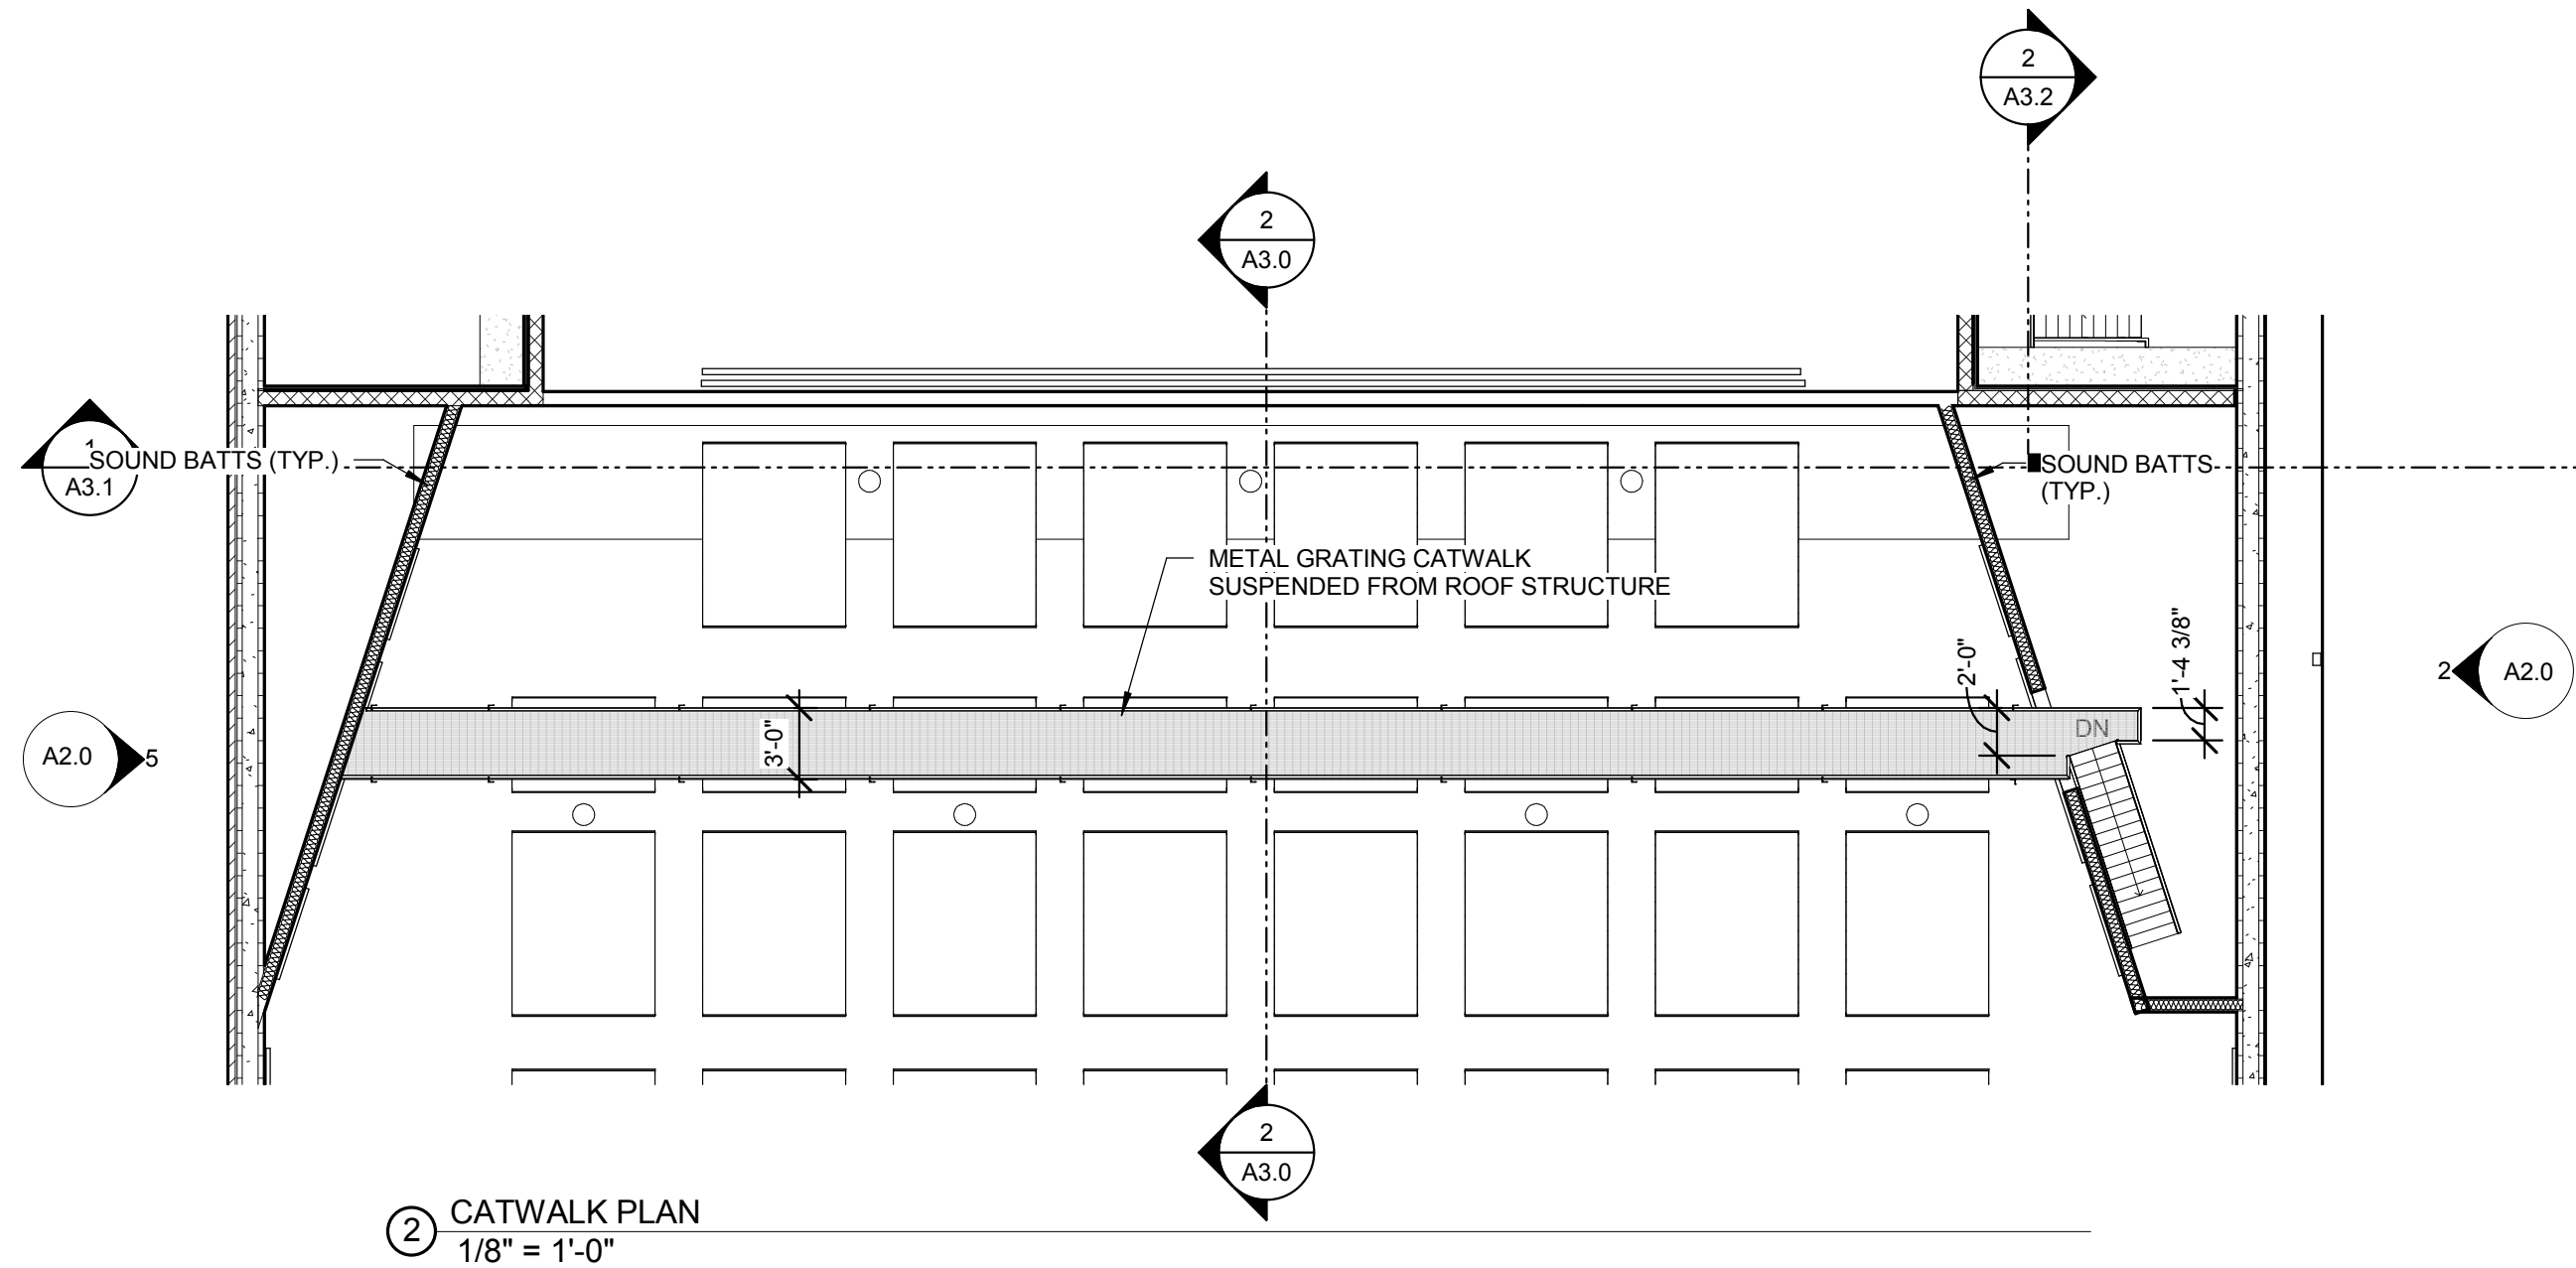 2
A3.2
2
A3.0
1
SOUND BATTS (TYP.)
A3.1
SOUND BATTS
(TYP.)
METAL GRATING CATWALK
SUSPENDED FROM ROOF STRUCTURE
2'-0"
1'-4 3/8"
2
A2.0
3'-0"
DN
A2.0
5
2
A3.0
2
CATWALK PLAN
1/8" = 1'-0"